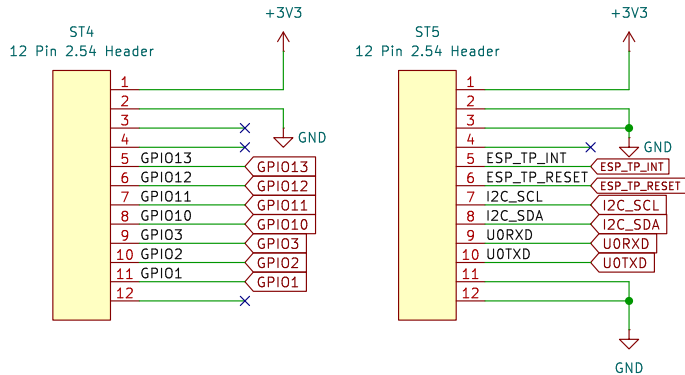 +3V3
ST4
12 Pin 2.54 Header
1
2
3
GND
4
5 GPIO13 GPIO13
6 GPIO12 GPIO12
7 GPIO11 GPIO11
8 GPIO10 GPIO10
9 GPIO3 GPIO3
10 GPIO2 GPIO2
11 GPIO1 GPIO1
12
+3V3
ST5
12 Pin 2.54 Header
1
2
3
4 GND
5 ESP_TP_INT ESP_TP_INT
6 ESP_TP_RESET ESP_TP_RESET
7 I2C_SCL I2C_SCL
8 I2C_SDA I2C_SDA
9 U0RXD U0RXD
10 U0TXD U0TXD
11
12
GND